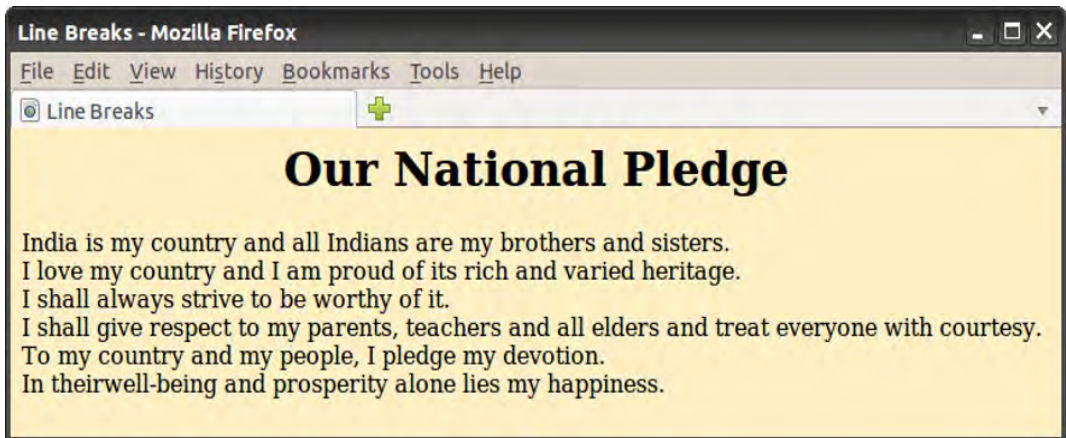 Line Breaks - Mozilla Firefox
File Edit View History Bookmarks Tools Help
Line Breaks
Our National Pledge
India is my country and all Indians are my brothers and sisters.
I love my country and I am proud of its rich and varied heritage.
I shall always strive to be worthy of it.
I shall give respect to my parents, teachers and all elders and treat everyone with courtesy.
To my country and my people, I pledge my devotion.
In theirwell-being and prosperity alone lies my happiness.